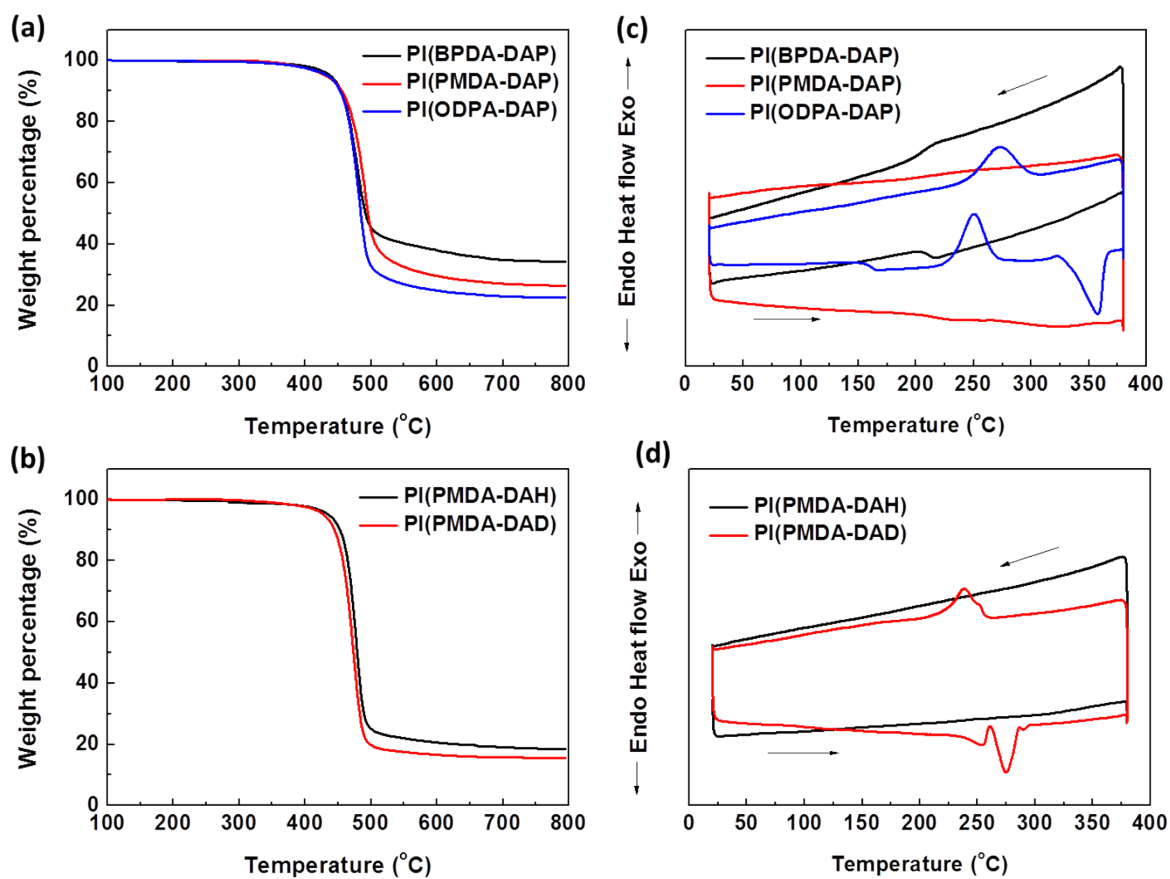 (a)
Weight percentage (%)
100
80
60
40
20
0
PI(BPDA-DAP)
PI(PMDA-DAP)
PI(ODPA-DAP)
100 200 300 400 500 600 700 800
Temperature (°C)
(c)
Endo Heat flow Exo
PI(BPDA-DAP)
PI(PMDA-DAP)
PI(ODPA-DAP)
0 50 100 150 200 250 300 350 400
Temperature (°C)
(b)
Weight percentage (%)
100
80
60
40
20
0
PI(PMDA-DAH)
PI(PMDA-DAD)
100 200 300 400 500 600 700 800
Temperature (°C)
(d)
Endo Heat flow Exo
PI(PMDA-DAH)
PI(PMDA-DAD)
0 50 100 150 200 250 300 350 400
Temperature (°C)